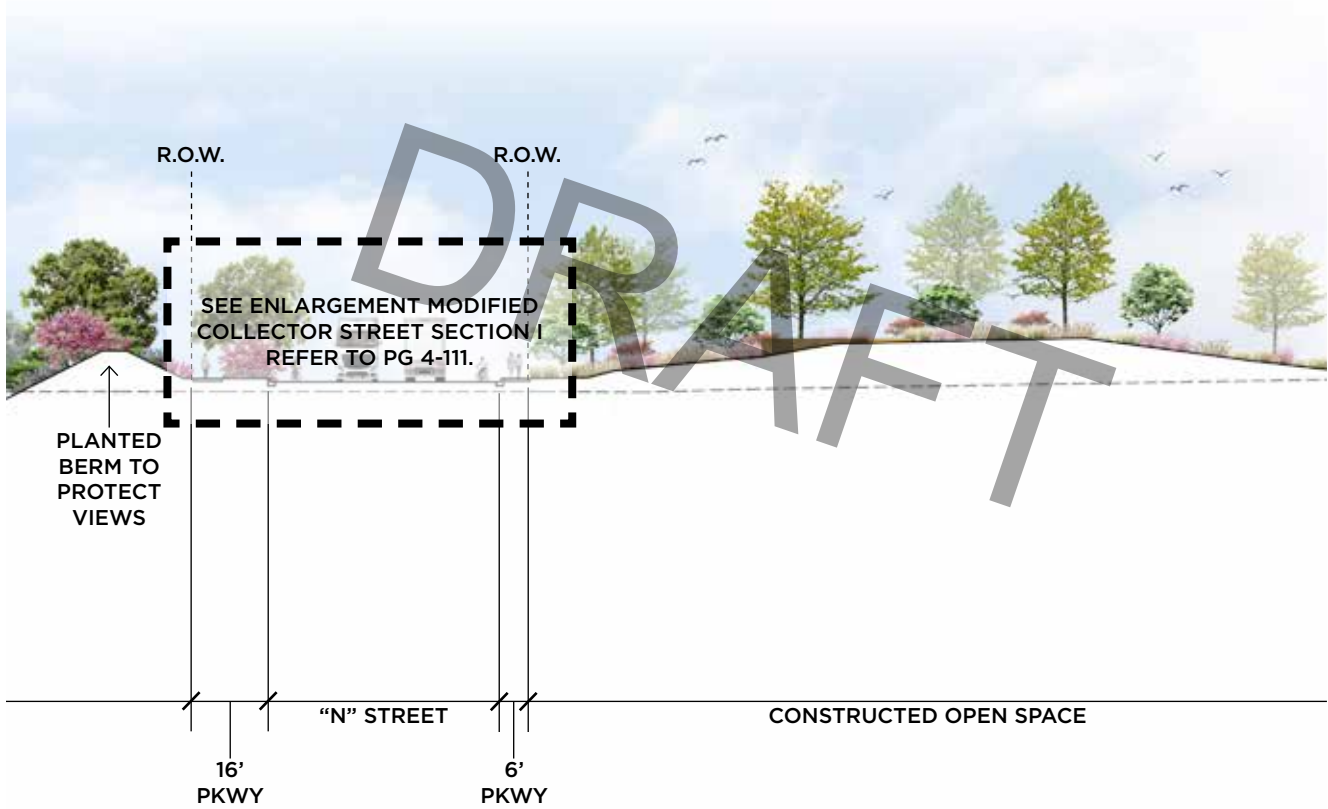 R.O.W.
R.O.W.
DRAFT
SEE ENLARGEMENT MODIFIED
COLLECTOR STREET SECTION I
REFER TO PG 4-111.
PLANTED
BERM TO
PROTECT
VIEWS
“N” STREET
CONSTRUCTED OPEN SPACE
16’
PKWY
6’
PKWY